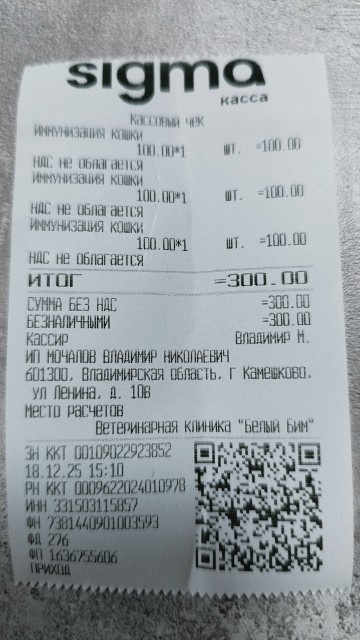 sigma
касса
Кассовый чек
Иммунизация кошки
100.00*1 шт. =100.00
НДС не облагается
Иммунизация кошки
100.00*1 шт. =100.00
НДС не облагается
Иммунизация кошки
100.00*1 шт. =100.00
НДС не облагается
ИТОГ =300.00
СУММА БЕЗ НДС =300.00
БЕЗНАЛИЧНЫМИ =300.00
Кассир Владимир М.
ИП МОЧАЛОВ ВЛАДИМИР НИКОЛАЕВИЧ
601300, Владимирская область, г Камешково,
ул Ленина, д. 10В
Место расчетов
Ветеринарная клиника "Белый Бим"
ЗН ККТ 00109022923852
18.12.25 15:10
РН ККТ 0009622024010978
ИНН 331503115857
ФН 7381440901003593
ФД 276
ФП 1636755606
ПРИХОД